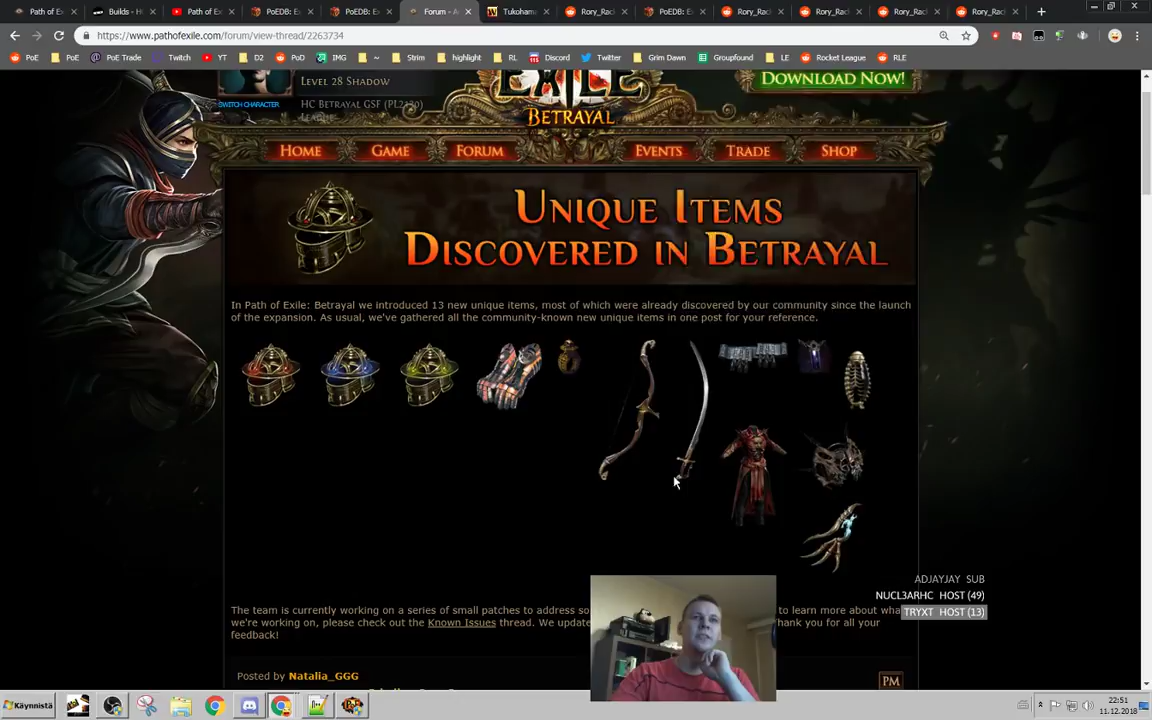 Path of Ex
Builds - H
Path of E
PoEDB: E
PoEDB: E
Forum - A
Tukohama
Rory_Rac
PoEDB: Ex
Rory_Rac
Rory_Rac
Rory_Rac
Rory_Rac
https://www.pathofexile.com/forum/view-thread/2263734
PoE PoE PoE Trade Twitch YT D2 PoD IMG ~ Strim highlight RL Discord Twitter Grim Dawn Groupfound LE Rocket League RLE
LEVEL 28 SHADOW
DOWNLOAD NOW!
EXILE
SWITCH CHARACTER
HC BETRAYAL GSF (PL2130)
LEAGUE
BETRAYAL
HOME GAME FORUM EVENTS TRADE SHOP
UNIQUE ITEMS
DISCOVERED IN BETRAYAL
In Path of Exile: Betrayal we introduced 13 new unique items, most of which were already discovered by our community since the launch
of the expansion. As usual, we've gathered all the community-known new unique items in one post for your reference.
ADJAYJAY SUB
NUCL3ARHC HOST (49)
TRYXT HOST (13)
The team is currently working on a series of small patches to address so to learn more about wha
we're working on, please check out the Known Issues thread. We update hank you for all your
feedback!
Posted by Natalia_GGG
PM
Käynnistä
22:51
11.12.2018